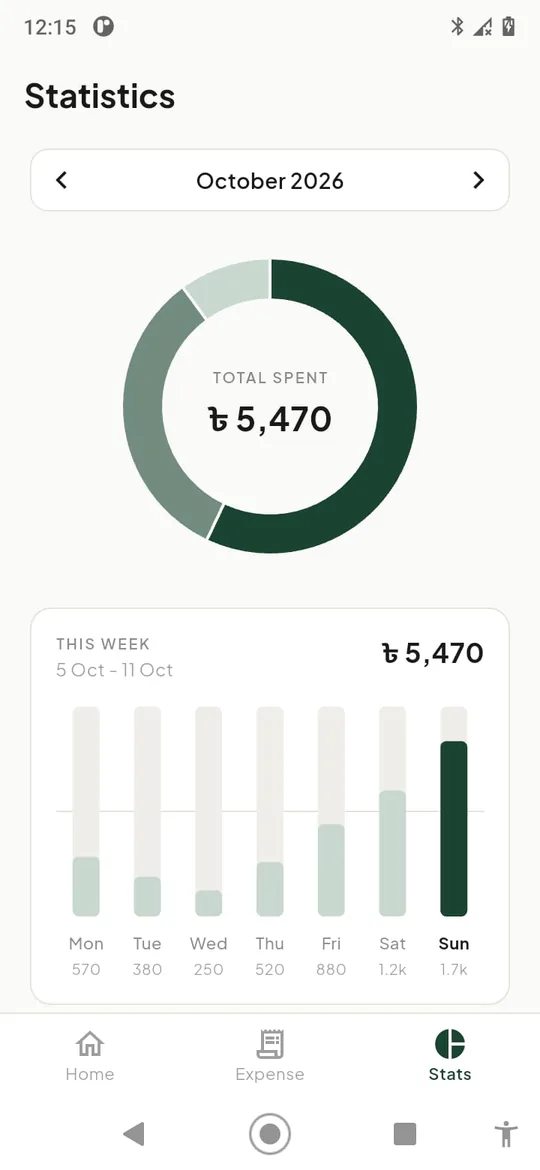 12:15
Statistics
October 2026
TOTAL SPENT
৳ 5,470
THIS WEEK
৳ 5,470
5 Oct - 11 Oct
Mon Tue Wed Thu Fri Sat Sun
570 380 250 520 880 1.2k 1.7k
Home Expense Stats